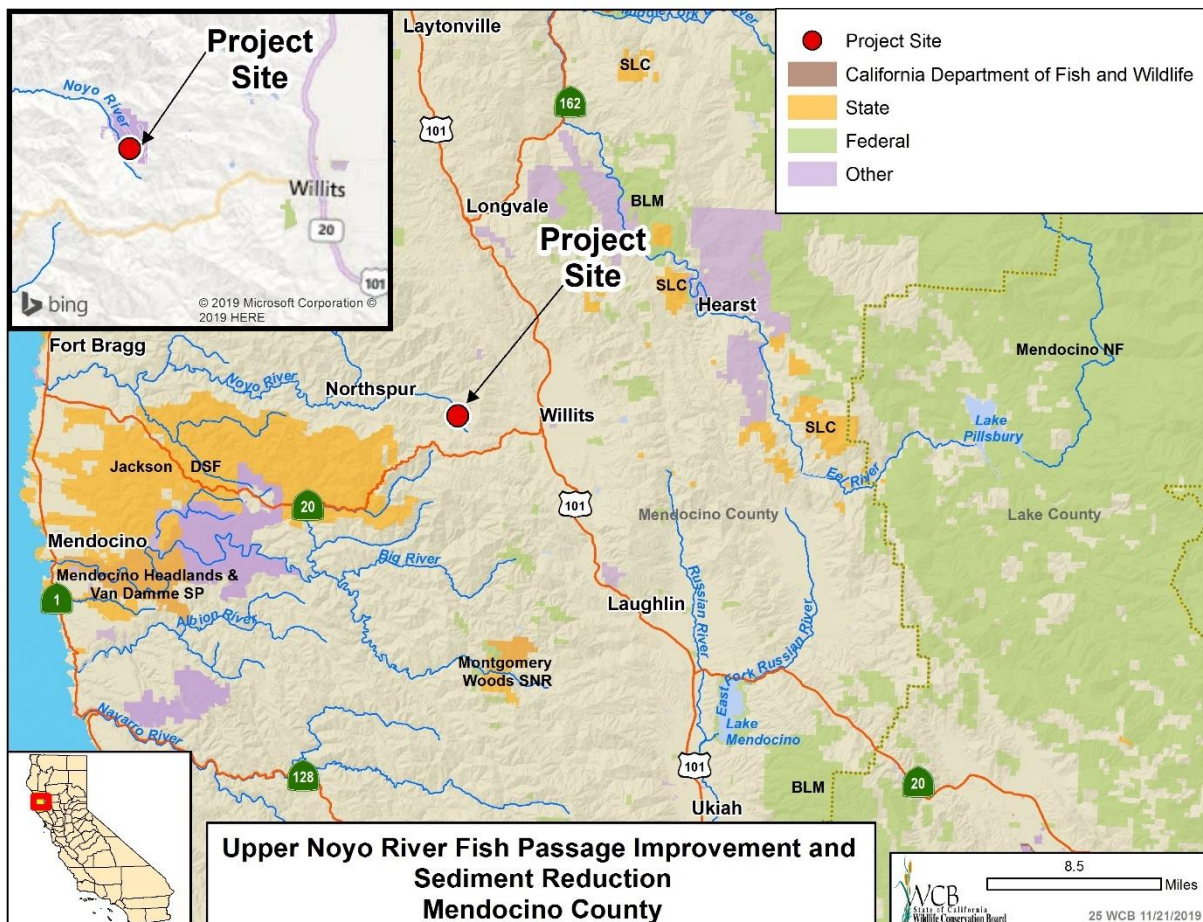 Project
Site
Noyo River
Willits
20
101
bing
© 2019 Microsoft Corporation ©
2019 HERE
Project Site
California Department of Fish and Wildlife
State
Federal
Other
Laytonville
SLC
162
101
Longvale
BLM
Project
Site
SLC
Hearst
Mendocino NF
Fort Bragg
Noyo River
Northspur
Willits
SLC
Lake
Pillsbury
Eel River
Jackson DSF
20
101
Mendocino County
Lake County
Mendocino
Big River
Mendocino Headlands &
Van Damme SP
1
Albion River
Laughlin
Russian River
East Fork Russian River
Montgomery
Woods SNR
Navarro River
Lake
Mendocino
128
101
BLM
20
Ukiah
Upper Noyo River Fish Passage Improvement and
Sediment Reduction
Mendocino County
WCB
State of California
Wildlife Conservation Board
8.5
Miles
25 WCB 11/21/2019